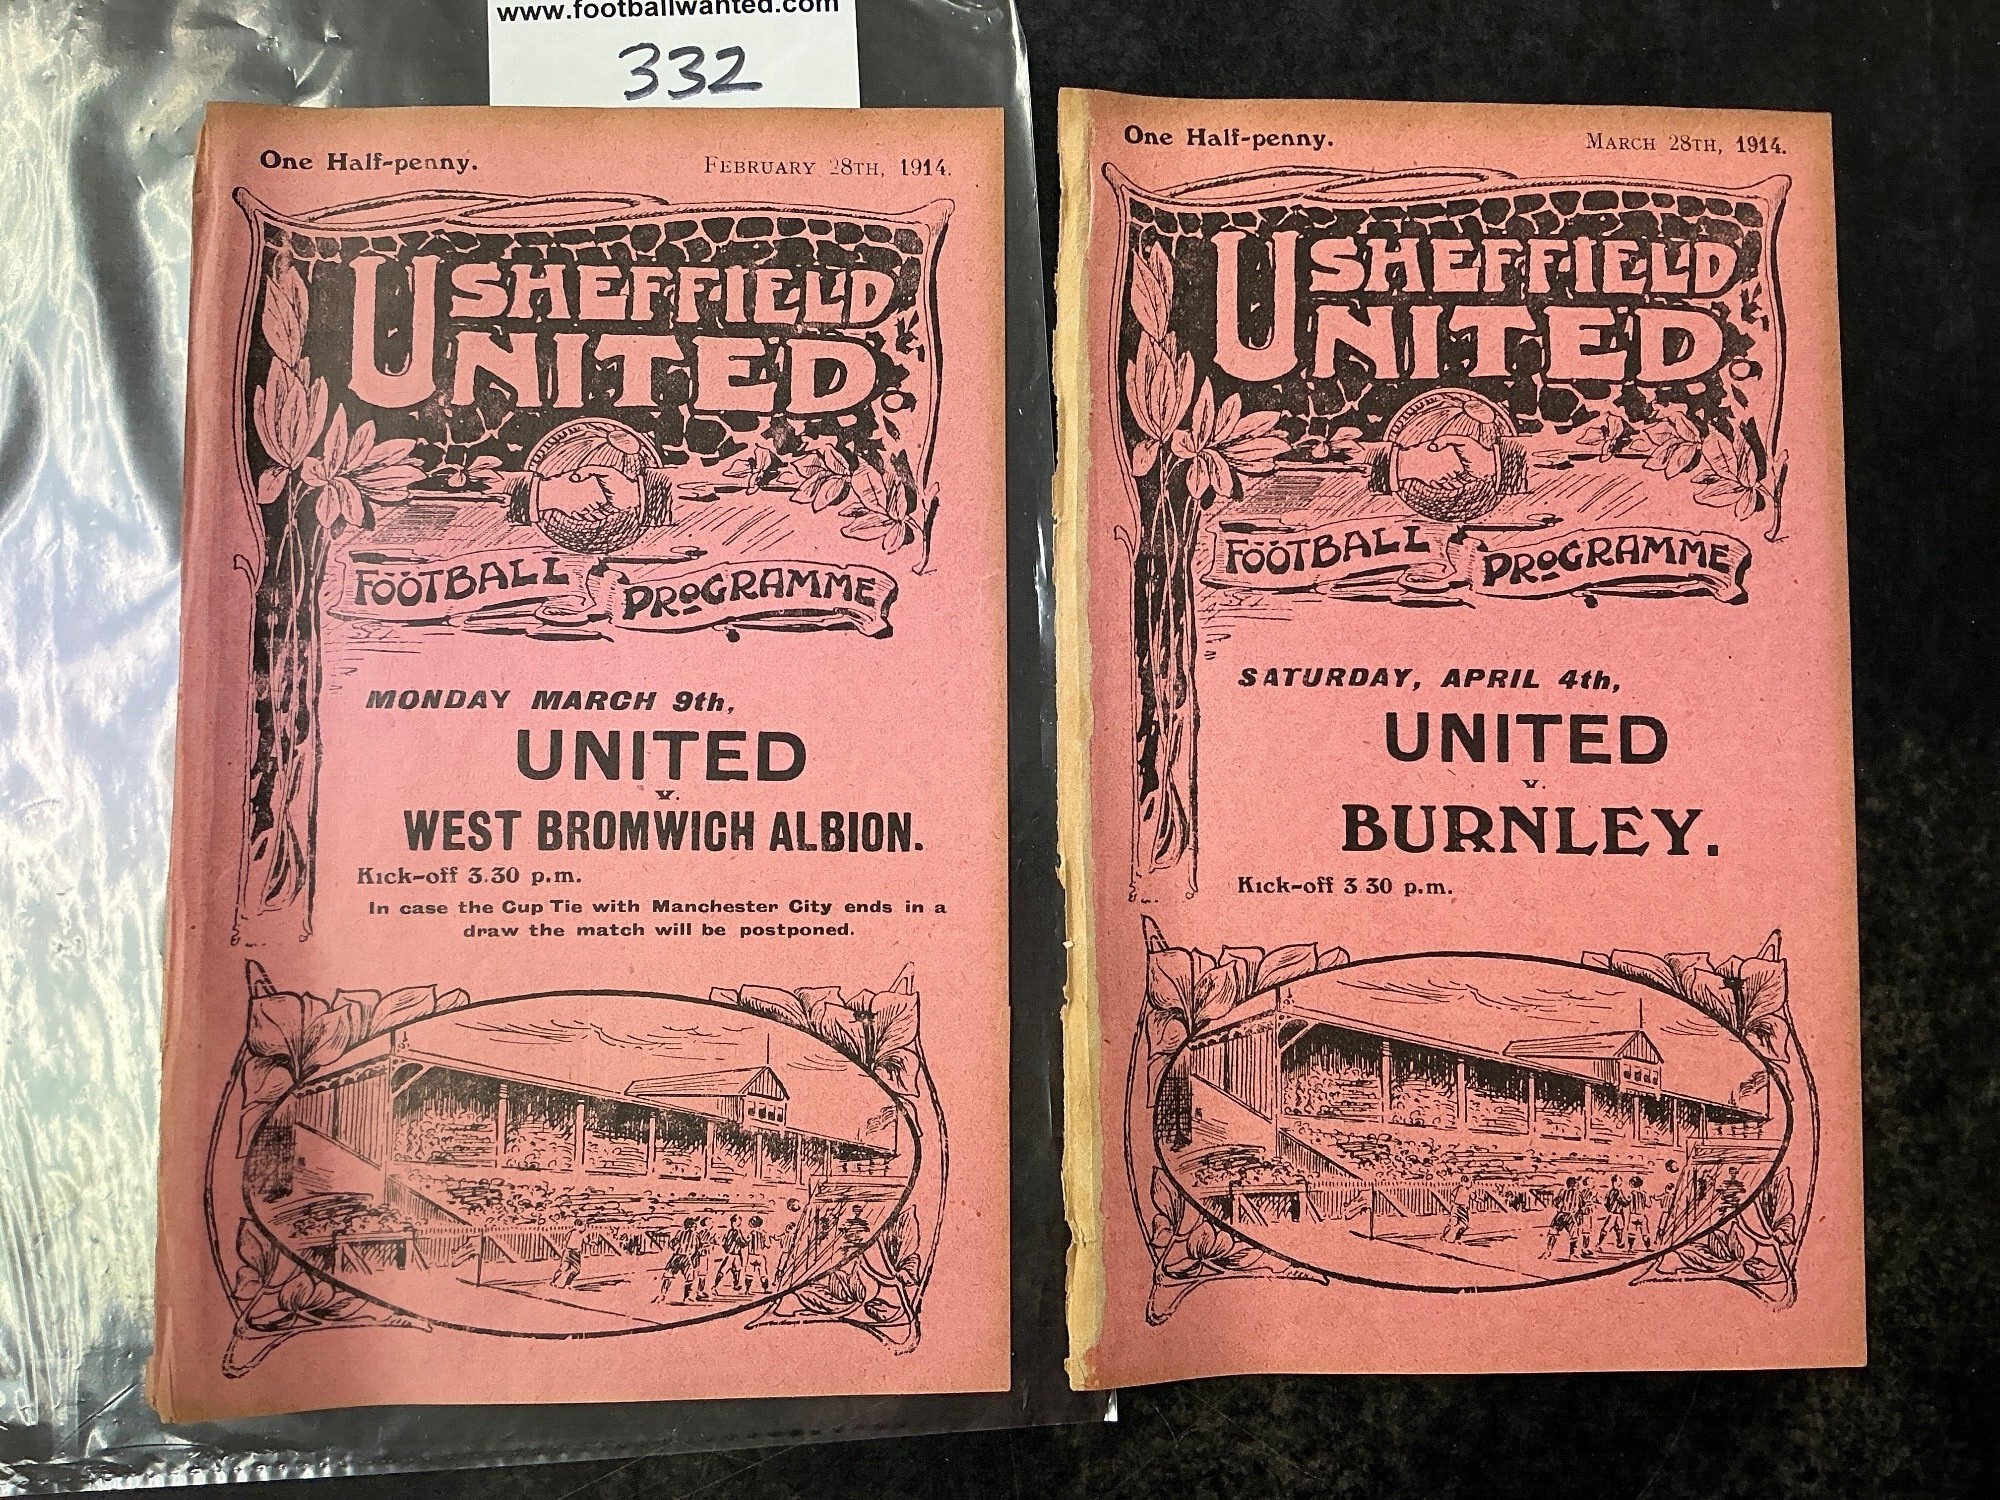 www.footballwanted.com
332
One Half-penny. FEBRUARY 28TH, 1914.
SHEFFIELD
UNITED
FOOTBALL PROGRAMME
MONDAY MARCH 9th,
UNITED
v.
WEST BROMWICH ALBION.
Kick-off 3.30 p.m.
In case the Cup Tie with Manchester City ends in a
draw the match will be postponed.
One Half-penny. MARCH 28TH, 1914.
SHEFFIELD
UNITED
FOOTBALL PROGRAMME
SATURDAY, APRIL 4th,
UNITED
v.
BURNLEY.
Kick-off 3 30 p.m.